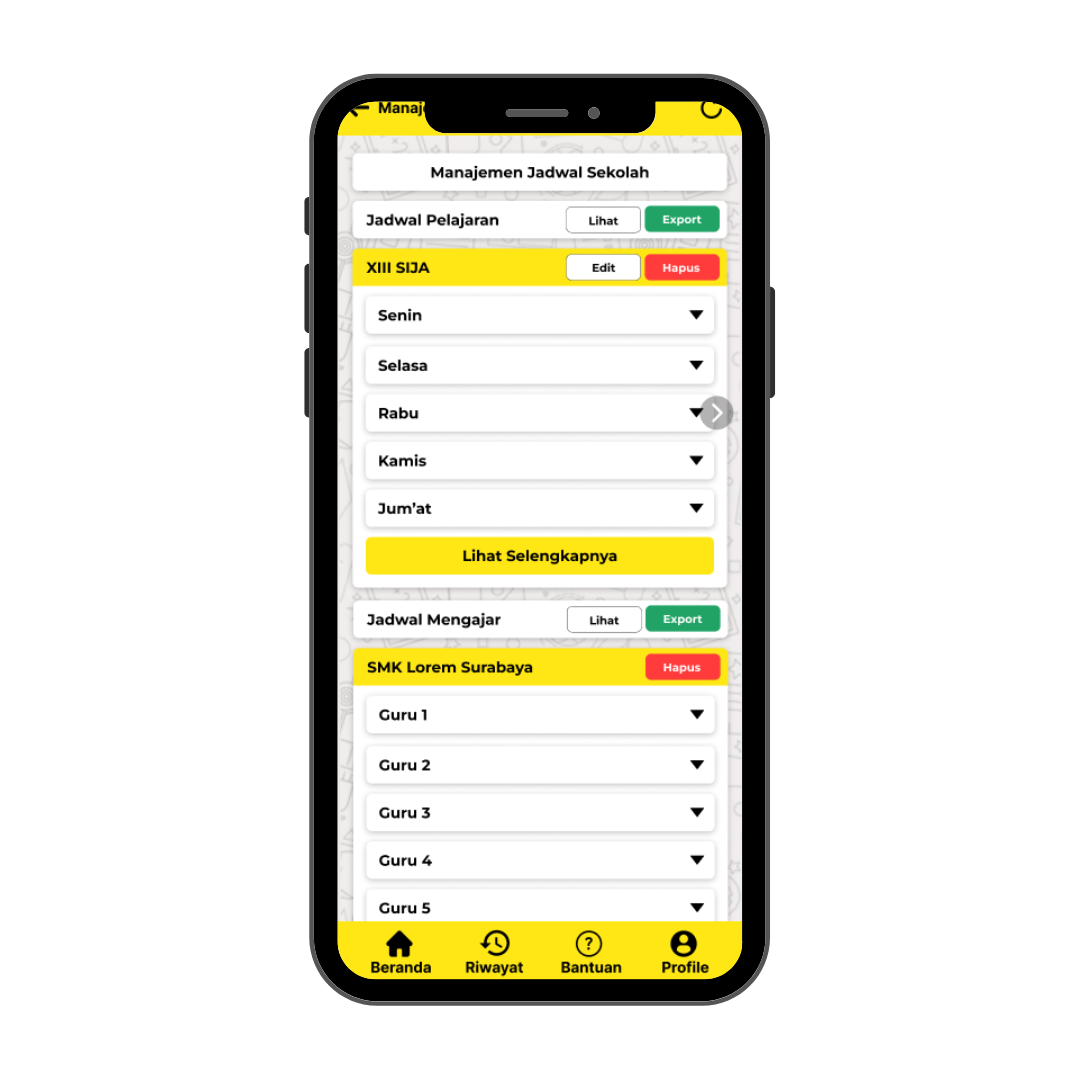 Manaj
Manajemen Jadwal Sekolah
Jadwal Pelajaran Lihat Export
XIII SIJA Edit Hapus
Senin
Selasa
Rabu
Kamis
Jum'at
Lihat Selengkapnya
Jadwal Mengajar Lihat Export
SMK Lorem Surabaya Hapus
Guru 1
Guru 2
Guru 3
Guru 4
Guru 5
Beranda Riwayat Bantuan Profile